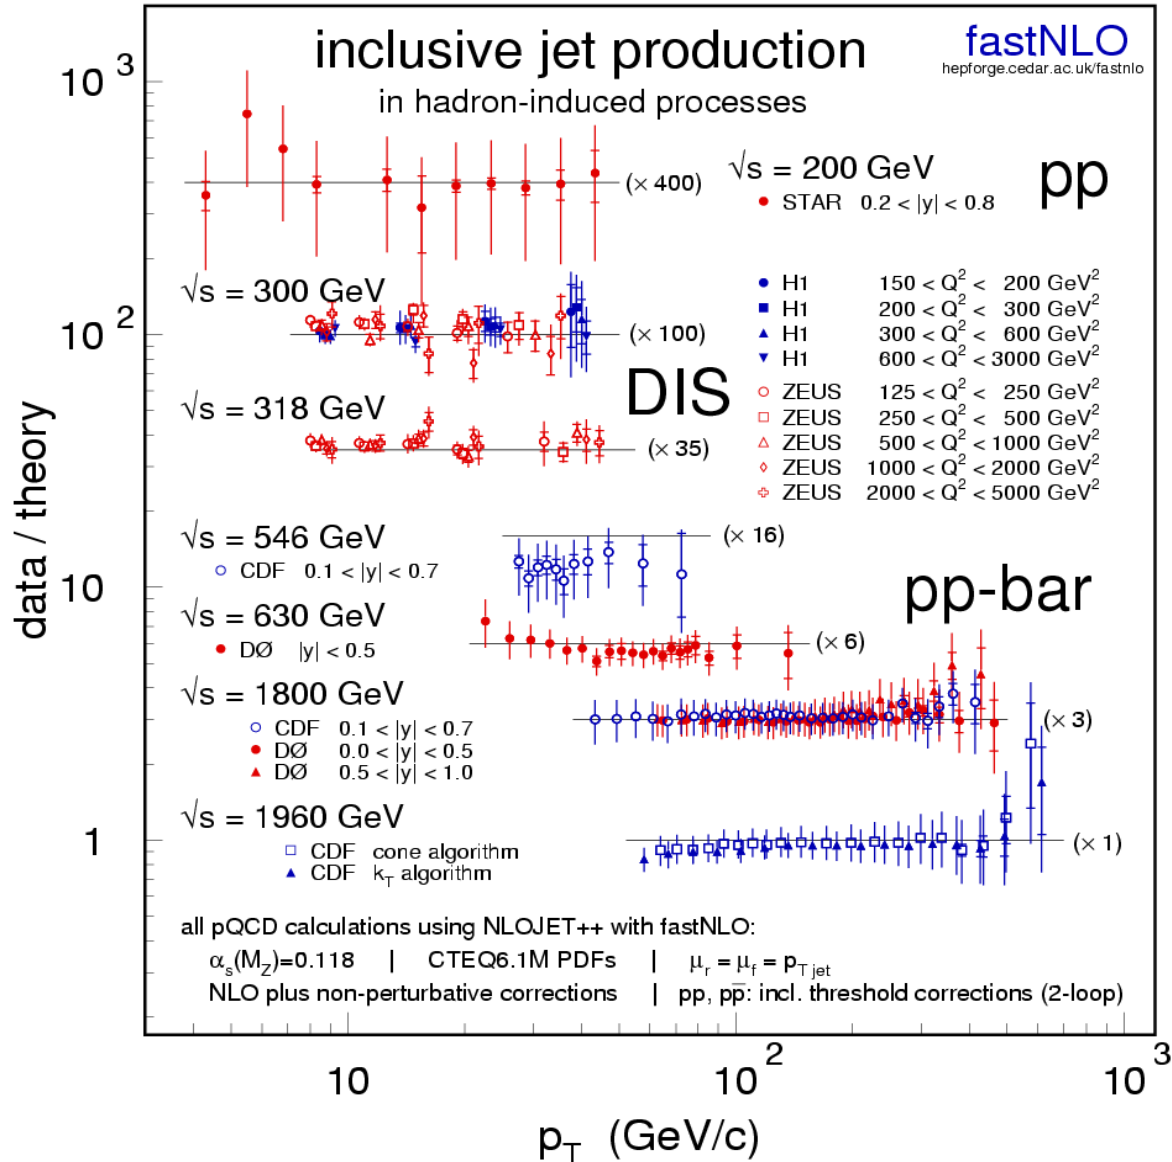 inclusive jet production
in hadron-induced processes
fastNLO
hepforge.cedar.ac.uk/fastnlo
10³
10²
10
1
data / theory
(× 400)
√s = 200 GeV
pp
STAR 0.2 < |y| < 0.8
√s = 300 GeV
(× 100)
H1 150 < Q² < 200 GeV²
H1 200 < Q² < 300 GeV²
H1 300 < Q² < 600 GeV²
H1 600 < Q² < 3000 GeV²
DIS
ZEUS 125 < Q² < 250 GeV²
ZEUS 250 < Q² < 500 GeV²
ZEUS 500 < Q² < 1000 GeV²
ZEUS 1000 < Q² < 2000 GeV²
ZEUS 2000 < Q² < 5000 GeV²
√s = 318 GeV
(× 35)
√s = 546 GeV
(× 16)
CDF 0.1 < |y| < 0.7
pp-bar
√s = 630 GeV
(× 6)
DØ |y| < 0.5
√s = 1800 GeV
(× 3)
CDF 0.1 < |y| < 0.7
DØ 0.0 < |y| < 0.5
DØ 0.5 < |y| < 1.0
√s = 1960 GeV
(× 1)
CDF cone algorithm
CDF k_T algorithm
all pQCD calculations using NLOJET++ with fastNLO:
α_s(M_Z)=0.118 | CTEQ6.1M PDFs | μ_r = μ_f = p_T jet
NLO plus non-perturbative corrections | pp, pp̅: incl. threshold corrections (2-loop)
10 10² 10³
p_T (GeV/c)